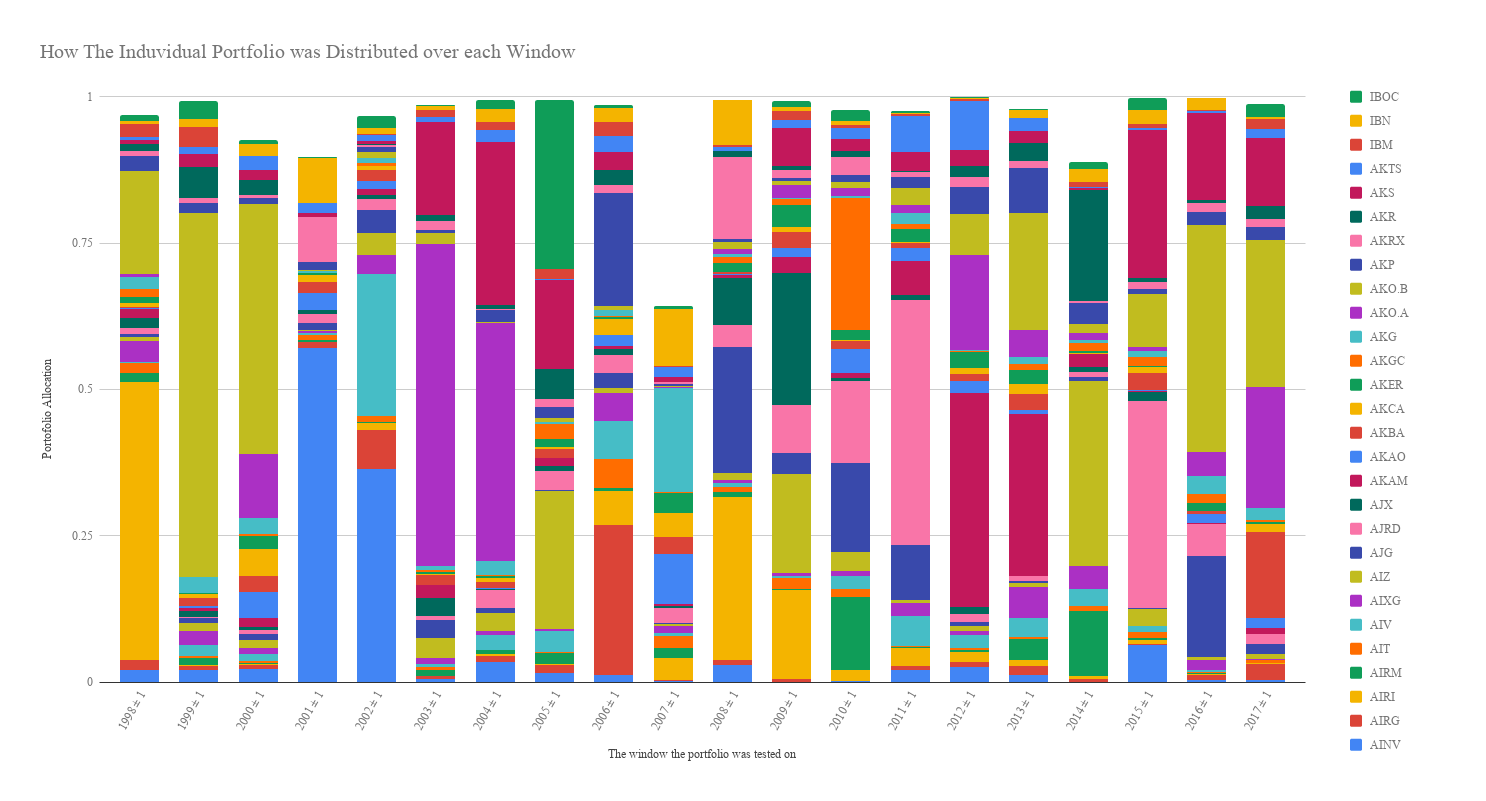 How The Induvidual Portfolio was Distributed over each Window
1
0.75
0.5
0.25
0
Portofolio Allocation
1998± 1
1999± 1
2000± 1
2001± 1
2002± 1
2003± 1
2004± 1
2005± 1
2006± 1
2007± 1
2008± 1
2009± 1
2010± 1
2011± 1
2012± 1
2013± 1
2014± 1
2015± 1
2016± 1
2017± 1
The window the portfolio was tested on
IBOC
IBN
IBM
AKTS
AKS
AKR
AKRX
AKP
AKO.B
AKO.A
AKG
AKGC
AKER
AKCA
AKBA
AKAO
AKAM
AJX
AJRD
AJG
AIZ
AIXG
AIV
AIT
AIRM
AIRI
AIRG
AINV